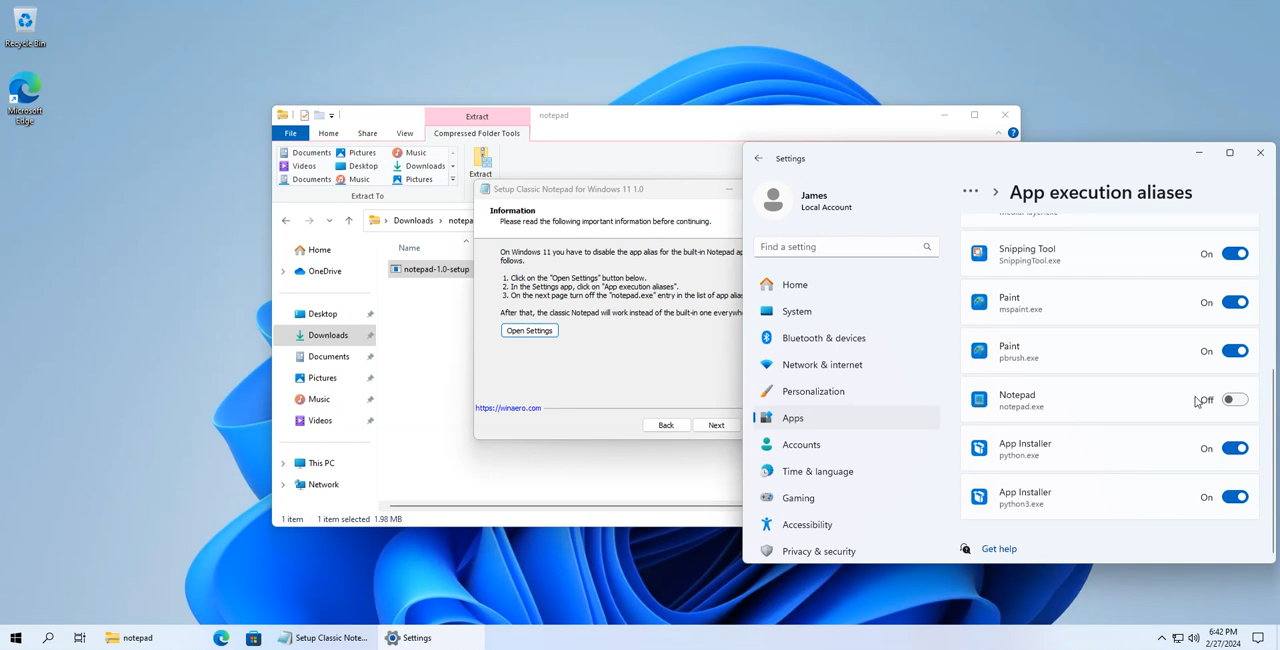 Recycle Bin
Microsoft
Edge
Extract
notepad
File
Home
Share
View
Compressed Folder Tools
Documents
Pictures
Music
Videos
Desktop
Downloads
Documents
Music
Pictures
Extract
Extract To
Downloads
Name
Home
OneDrive
Desktop
Downloads
Documents
Pictures
Music
Videos
This PC
Network
notepad-1.0-setup
1 item
1 item selected
1.98 MB
Setup Classic Notepad for Windows 11 1.0
Information
Please read the following important information before continuing.
On Windows 11 you have to disable the app alias for the built-in Notepad
follows.
1. Click on the "Open Settings" button below.
2. In the Settings app, click on "App execution aliases".
3. On the next page turn off the "notepad.exe" entry in the list of app
After that, the classic Notepad will work instead of the built-in one
Open Settings
https://winaero.com
Back
Next
Settings
James
Local Account
Find a setting
Home
System
Bluetooth & devices
Network & internet
Personalization
Apps
Accounts
Time & language
Gaming
Accessibility
Privacy & security
... > App execution aliases
Snipping Tool
SnippingTool.exe
On
Paint
mspaint.exe
On
Paint
pbrush.exe
On
Notepad
notepad.exe
Off
App Installer
python.exe
On
App Installer
python3.exe
On
Get help
notepad
Setup Classic Note...
Settings
6:42 PM
2/27/2024